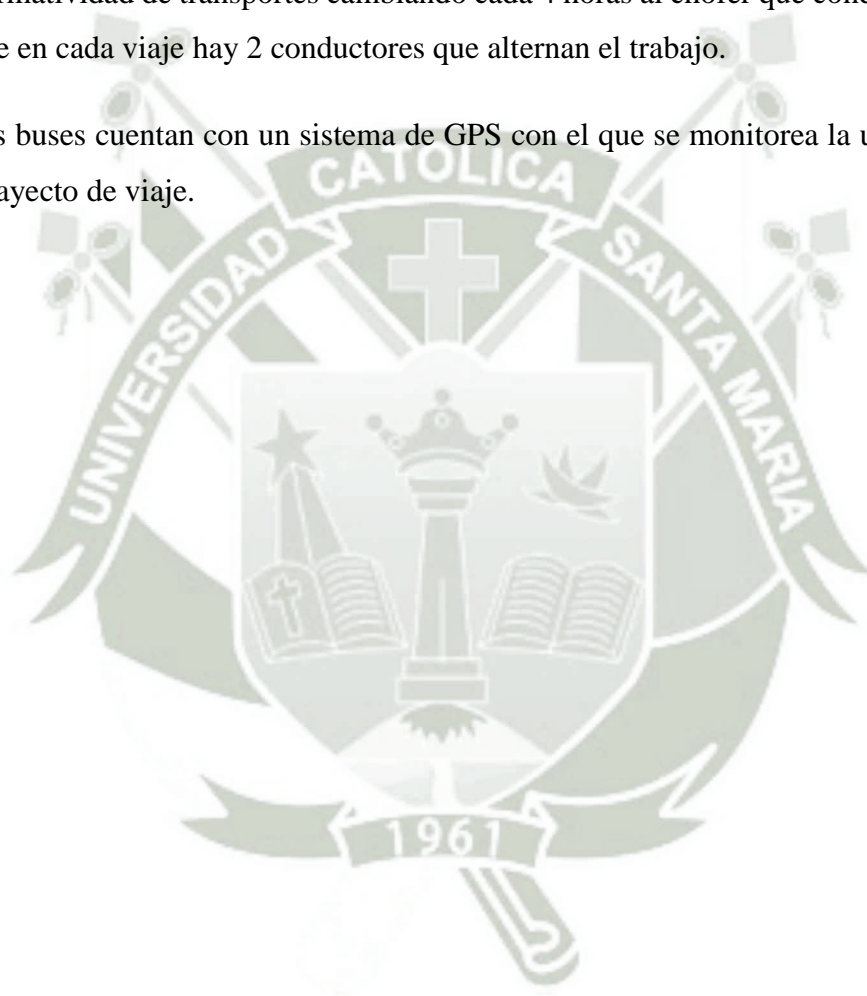 de transportes cambiando cada 4 horas al chofer que
e en cada viaje hay 2 conductores que alternan el trabajo.
s buses cuentan con un sistema de GPS con el que se monitorea la
ayecto de viaje.
CATOLICA
UNIVERSIDAD
SANTA MARIA
1961